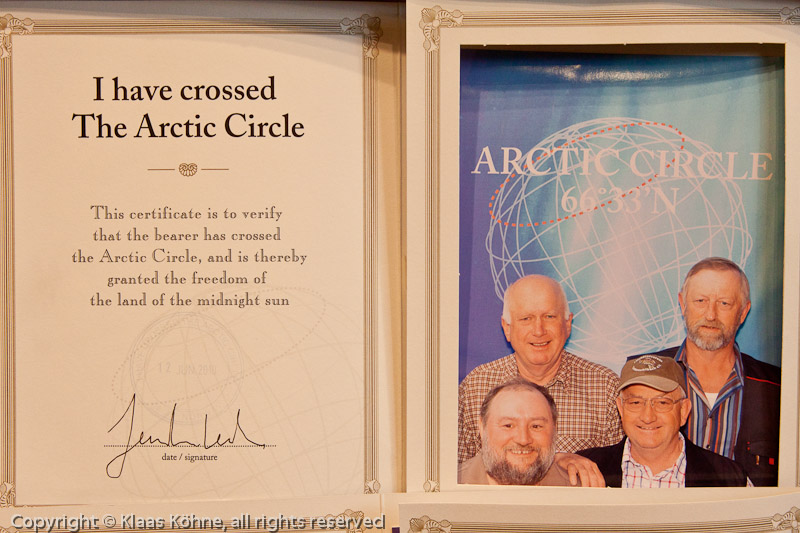 I have crossed
The Arctic Circle
This certificate is to verify
that the bearer has crossed
the Arctic Circle, and is thereby
granted the freedom of
the land of the midnight sun
date / signature
ARCTIC CIRCLE
66°33'N
Copyright © Klaas Köhne, all rights reserved